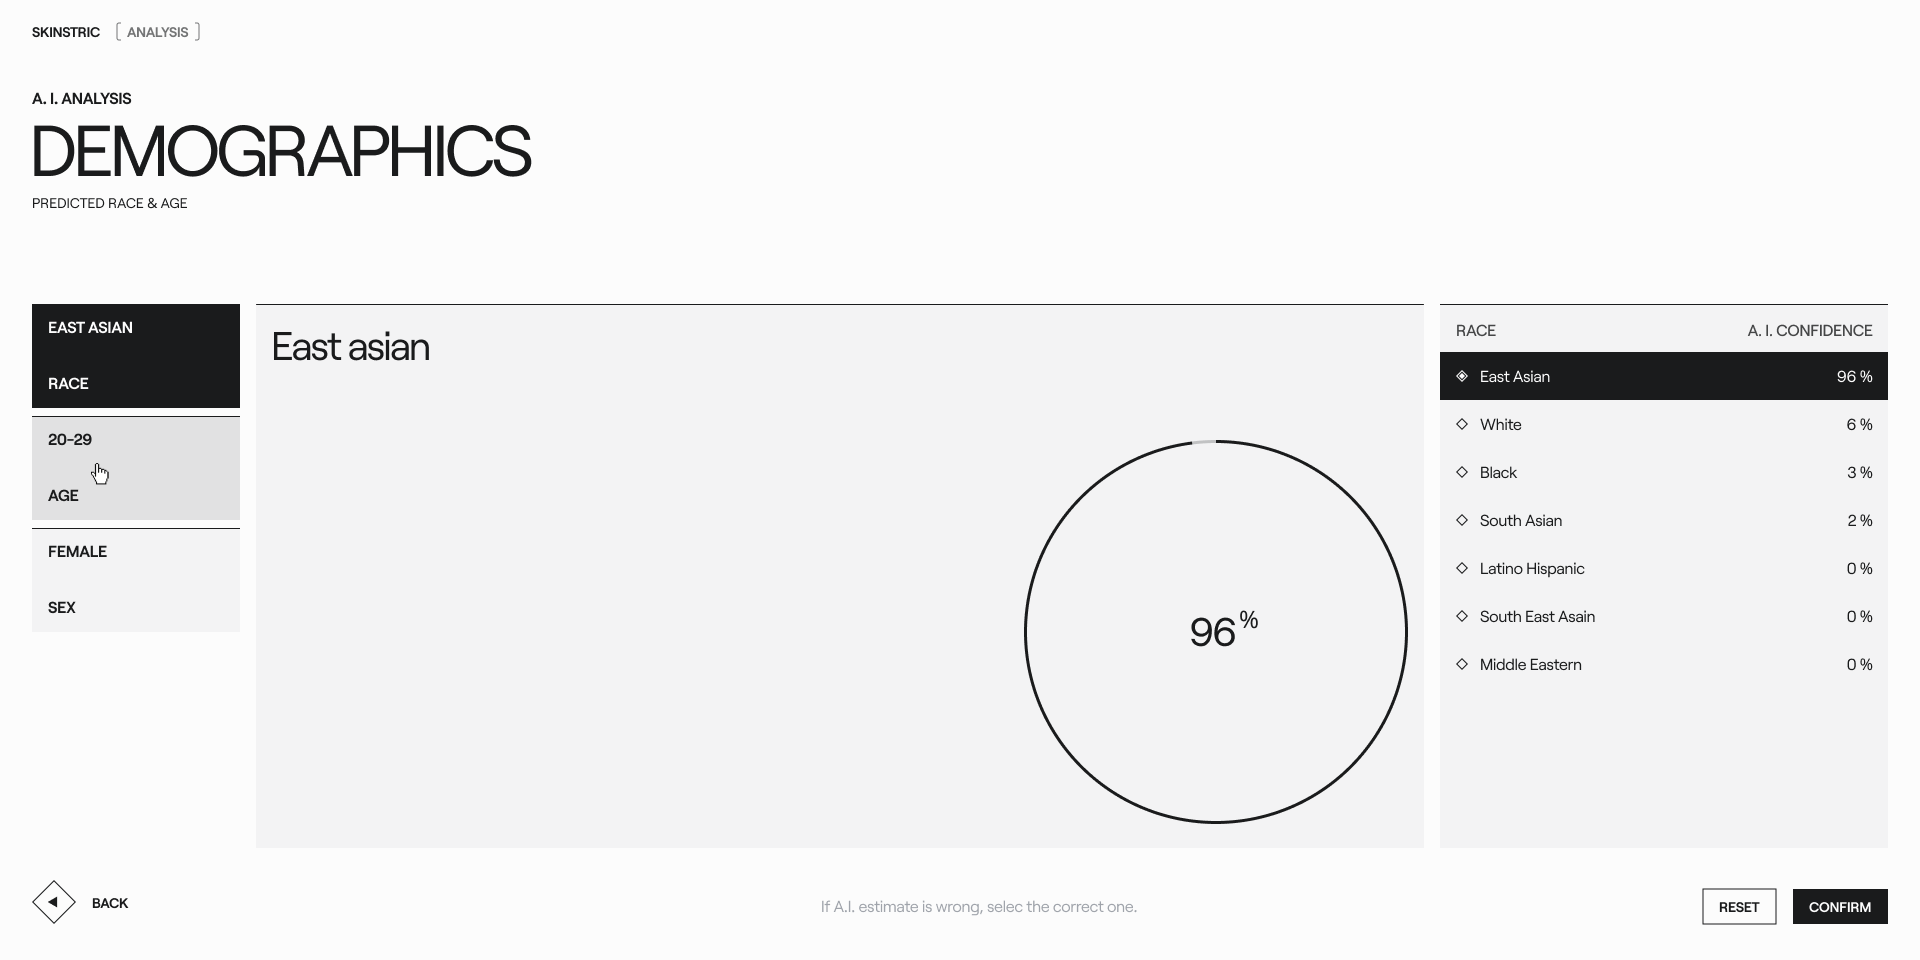 SKINSTRIC [ ANALYSIS ]
A. I. ANALYSIS
DEMOGRAPHICS
PREDICTED RACE & AGE
EAST ASIAN
RACE
20-29
AGE
FEMALE
SEX
East asian
96%
RACE A. I. CONFIDENCE
East Asian 96 %
White 6 %
Black 3 %
South Asian 2 %
Latino Hispanic 0 %
South East Asain 0 %
Middle Eastern 0 %
BACK
If A.I. estimate is wrong, selec the correct one.
RESET
CONFIRM